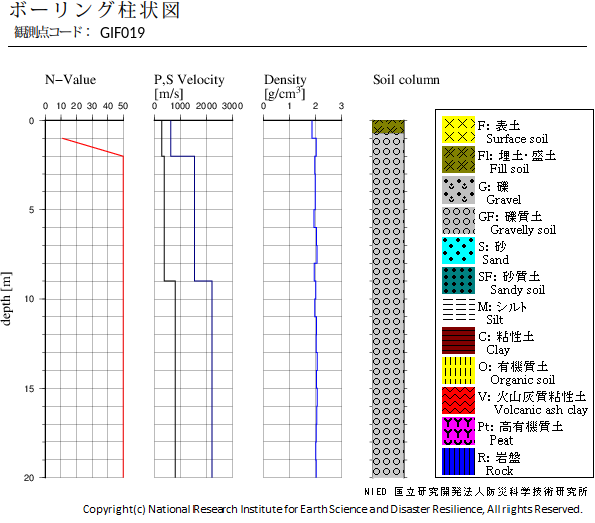 ボーリング柱状図
観測点コード： GIF019
N−Value
P,S Velocity
[m/s]
Density
[g/cm3]
Soil column
0 10 20 30 40 50
0 1000 2000 3000
0 1 2 3
0
5
10
15
20
depth [m]
F: 表土
Surface soil
Fl: 埋土・盛土
Fill soil
G: 礫
Gravel
GF: 礫質土
Gravelly soil
S: 砂
Sand
SF: 砂質土
Sandy soil
M: シルト
Silt
C: 粘性土
Clay
O: 有機質土
Organic soil
V: 火山灰質粘性土
Volcanic ash clay
Pt: 高有機質土
Peat
R: 岩盤
Rock
NIED 国立研究開発法人防災科学技術研究所
Copyright(c) National Research Institute for Earth Science and Disaster Resilience, All rights Reserved.